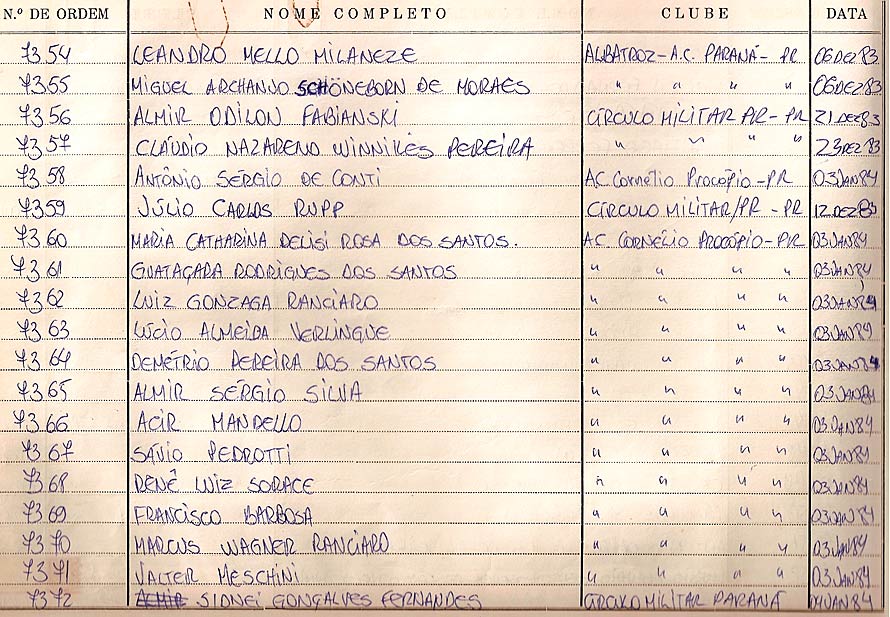 N.º DE ORDEM NOME COMPLETO CLUBE DATA
7354 LEANDRO MELLO MILANEZE ALBATROZ-A.C. PARANÁ- PR 06DEZ83
7355 MIGUEL ARCHANJO SCHÖNEBORN DE MORAES " " " " 06DEZ83
7356 ALMIR ODILON FABIANSKI CÍRCULO MILITAR PR- PR 21DEZ83
7357 CLÁUDIO NAZARENO WINNIKES PEREIRA " " " " 23DEZ83
7358 ANTÔNIO SÉRGIO DE CONTI AC. Cornélio Procópio-PR 03JAN84
7359 JÚLIO CARLOS RUPP CÍRCULO MILITAR/PR - PR 12DEZ83
7360 MARIA CATHARINA DELISI ROSA DOS SANTOS. AC. CORNÉLIO PROCÓPIO-PR 03JAN84
7361 GUATAÇARA RODRIGUES DOS SANTOS " " " " 03JAN84
7362 LUIZ GONZAGA RANCIARO " " " " 03JAN84
7363 LÚCIO ALMEIDA VERLINGUE " " " " 03JAN84
7364 DEMÉTRIO PEREIRA DOS SANTOS " " " " 03JAN84
7365 ALMIR SÉRGIO SILVA " " " " 03JAN84
7366 ACIR MANDELLO " " " " 03JAN84
7367 SÁVIO PEDROTTI " " " " 03JAN84
7368 RENÊ LUIZ SORACE " " " " 03JAN84
7369 FRANCISCO BARBOSA " " " " 03JAN84
7370 MARCUS WAGNER RANCIARO " " " " 03JAN84
7371 VALTER MESCHINI " " " " 03JAN84
7372 ALMIR SIDNEI GONÇALVES FERNANDES CÍRCULO MILITAR PARANÁ 04JAN84